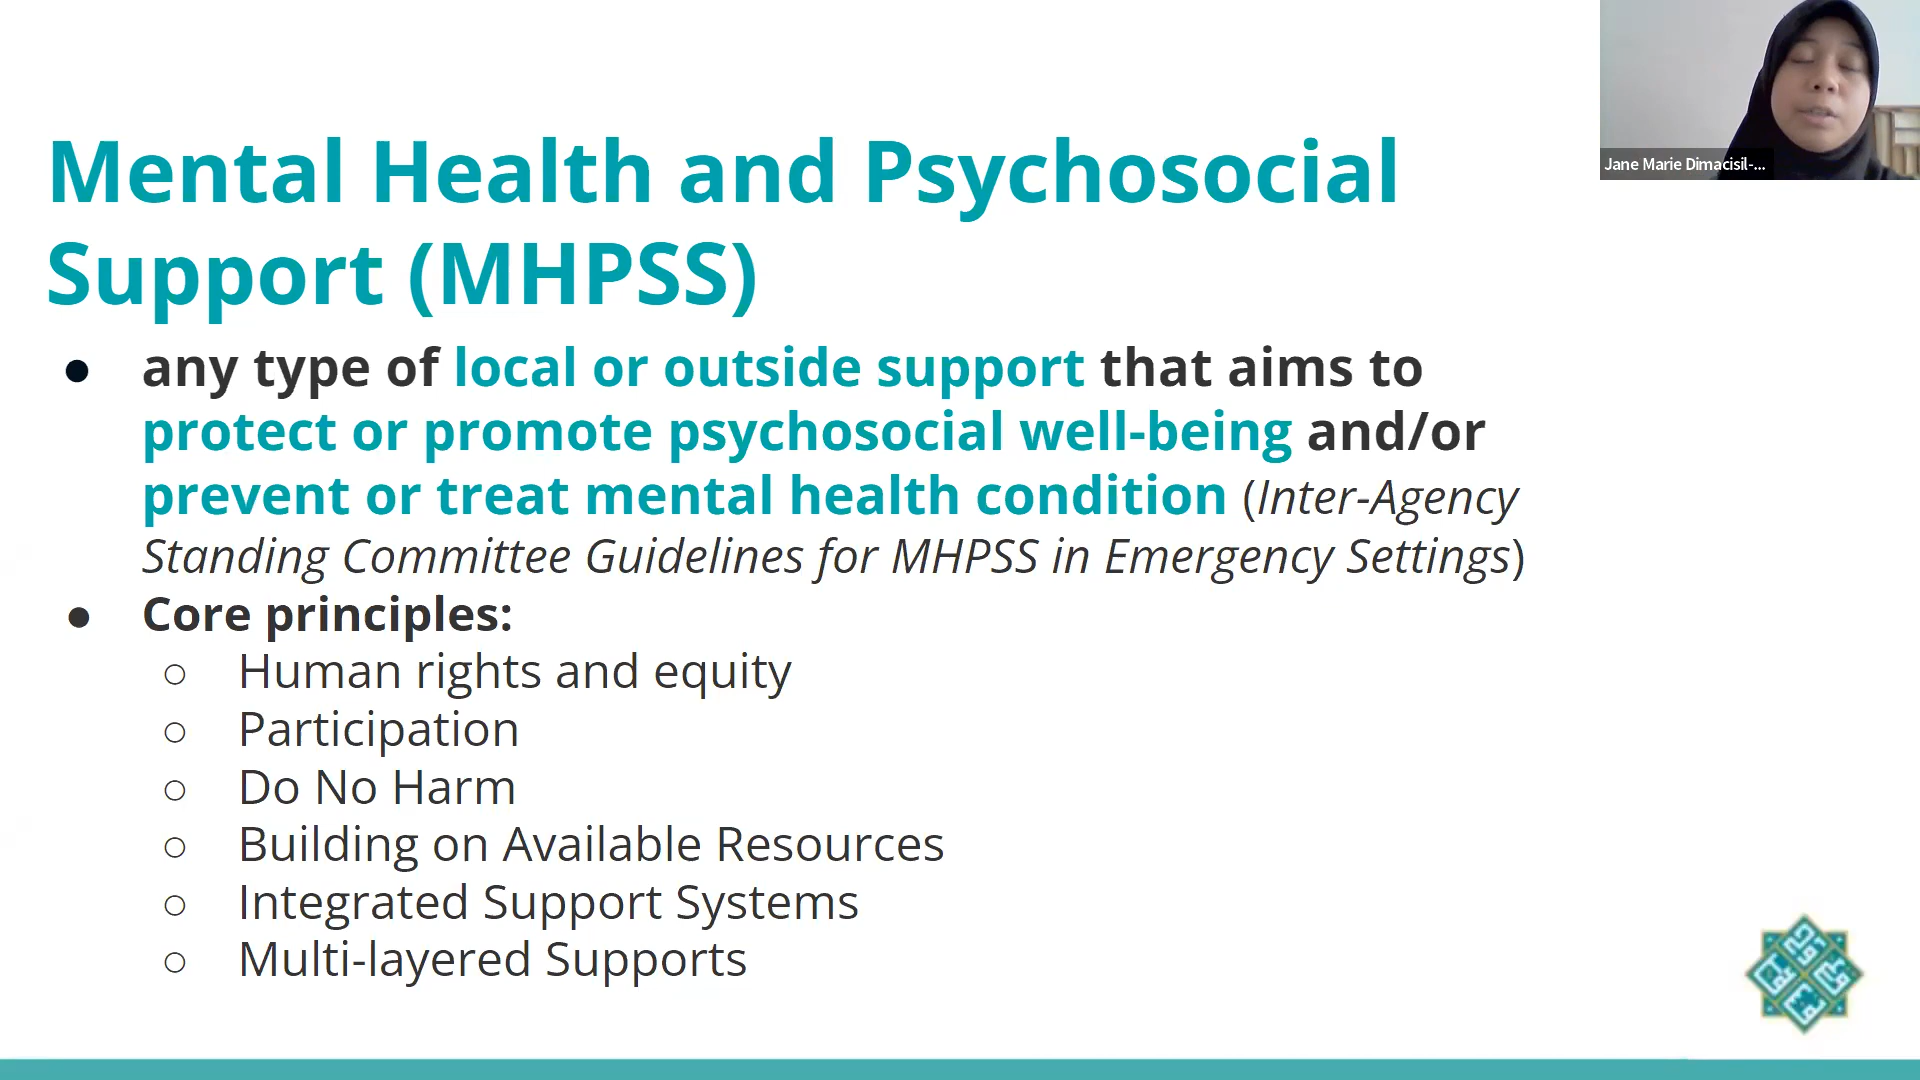 Mental Health and Psychosocial
Support (MHPSS)
● any type of local or outside support that aims to
protect or promote psychosocial well-being and/or
prevent or treat mental health condition (Inter-Agency
Standing Committee Guidelines for MHPSS in Emergency Settings)
● Core principles:
○ Human rights and equity
○ Participation
○ Do No Harm
○ Building on Available Resources
○ Integrated Support Systems
○ Multi-layered Supports
Jane Marie Dimacisil-...